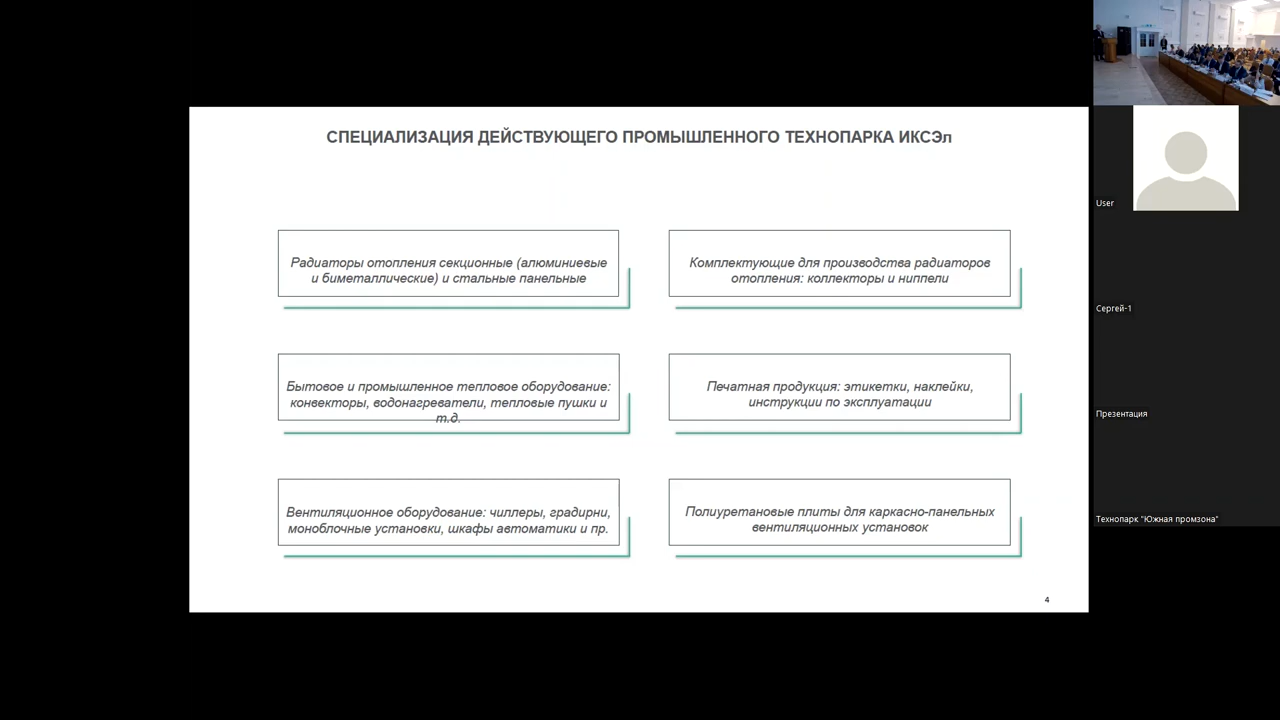 СПЕЦИАЛИЗАЦИЯ ДЕЙСТВУЮЩЕГО ПРОМЫШЛЕННОГО ТЕХНОПАРКА ИКСЭл
Радиаторы отопления секционные (алюминиевые
и биметаллические) и стальные панельные
Комплектующие для производства радиаторов
отопления: коллекторы и ниппели
Бытовое и промышленное тепловое оборудование:
конвекторы, водонагреватели, тепловые пушки и
т.д.
Печатная продукция: этикетки, наклейки,
инструкции по эксплуатации
Вентиляционное оборудование: чиллеры, градирни,
моноблочные установки, шкафы автоматики и пр.
Полиуретановые плиты для каркасно-панельных
вентиляционных установок
4
User
Сергей-1
Презентация
Технопарк "Южная промзона"